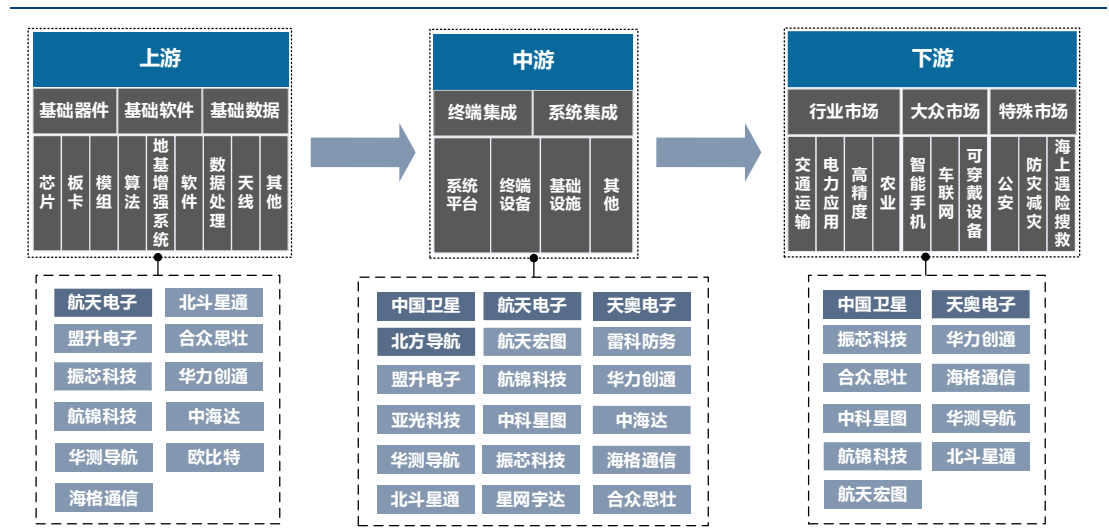 上游
基础器件 基础软件 基础数据
芯片 板卡 模组 算法 地基增强系统 软件 数据处理 天线 其他
航天电子 北斗星通
盟升电子 合众思壮
振芯科技 华力创通
航锦科技 中海达
华测导航 欧比特
海格通信
中游
终端集成 系统集成
系统平台 终端设备 基础设施 其他
中国卫星 航天电子 天奥电子
北方导航 航天宏图 雷科防务
盟升电子 航锦科技 华力创通
亚光科技 中科星图 中海达
华测导航 振芯科技 海格通信
北斗星通 星网宇达 合众思壮
下游
行业市场 大众市场 特殊市场
交通运输 电力应用 高精度 农业 智能手机 车联网 可穿戴设备 公安 防灾减灾 海上遇险搜救
中国卫星 天奥电子
振芯科技 华力创通
合众思壮 海格通信
中科星图 华测导航
航锦科技 北斗星通
航天宏图